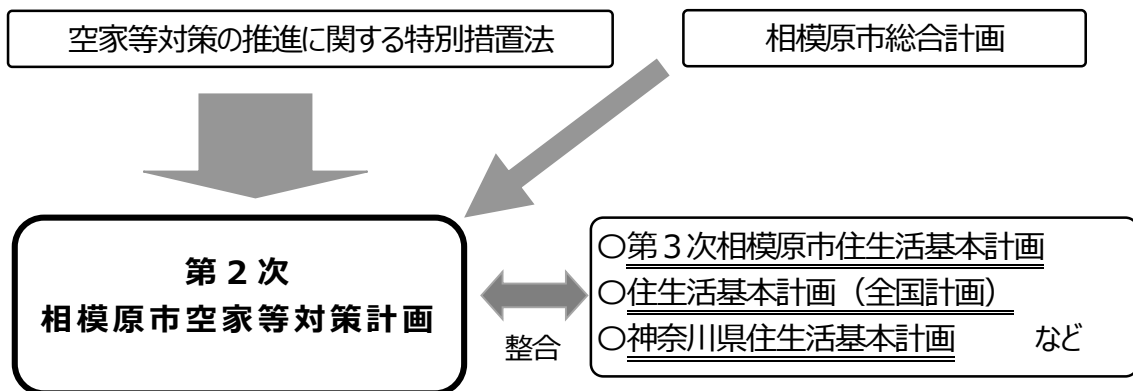 空家等対策の推進に関する特別措置法
相模原市総合計画
第２次
相模原市空家等対策計画
整合
○第３次相模原市住生活基本計画
○住生活基本計画（全国計画）
○神奈川県住生活基本計画　　など